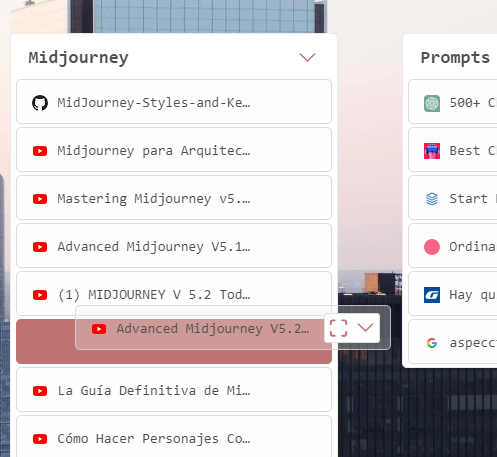 Midjourney
MidJourney-Styles-and-Ke…
Midjourney para Arquitec…
Mastering Midjourney v5.…
Advanced Midjourney V5.1…
(1) MIDJOURNEY V 5.2 Tod…
Advanced Midjourney V5.2…
La Guía Definitiva de Mi…
Cómo Hacer Personajes Co…
Prompts
500+ C
Best C
Start
Ordina
Hay qu
aspecc